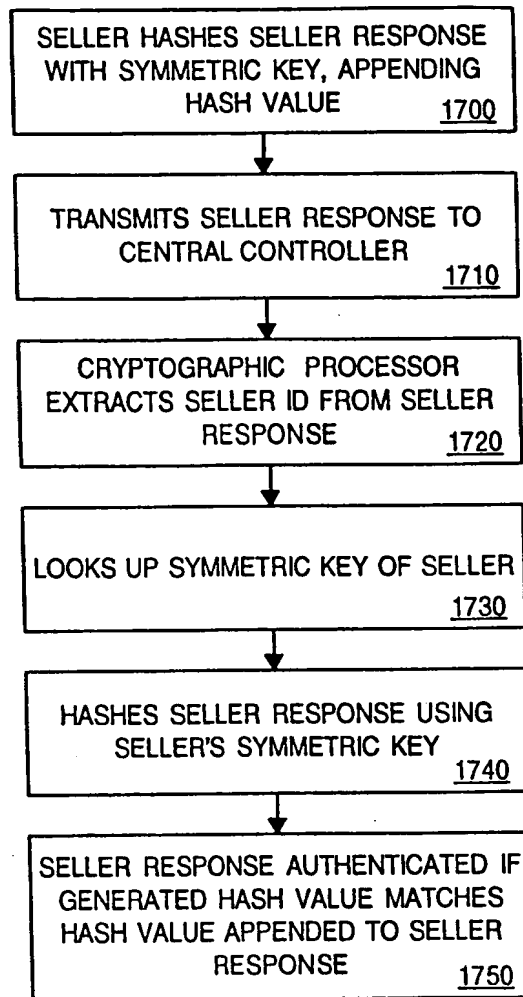 SELLER HASHES SELLER RESPONSE
WITH SYMMETRIC KEY, APPENDING
HASH VALUE
1700
TRANSMITS SELLER RESPONSE TO
CENTRAL CONTROLLER
1710
CRYPTOGRAPHIC PROCESSOR
EXTRACTS SELLER ID FROM SELLER
RESPONSE
1720
LOOKS UP SYMMETRIC KEY OF SELLER
1730
HASHES SELLER RESPONSE USING
SELLER'S SYMMETRIC KEY
1740
SELLER RESPONSE AUTHENTICATED IF
GENERATED HASH VALUE MATCHES
HASH VALUE APPENDED TO SELLER
RESPONSE
1750